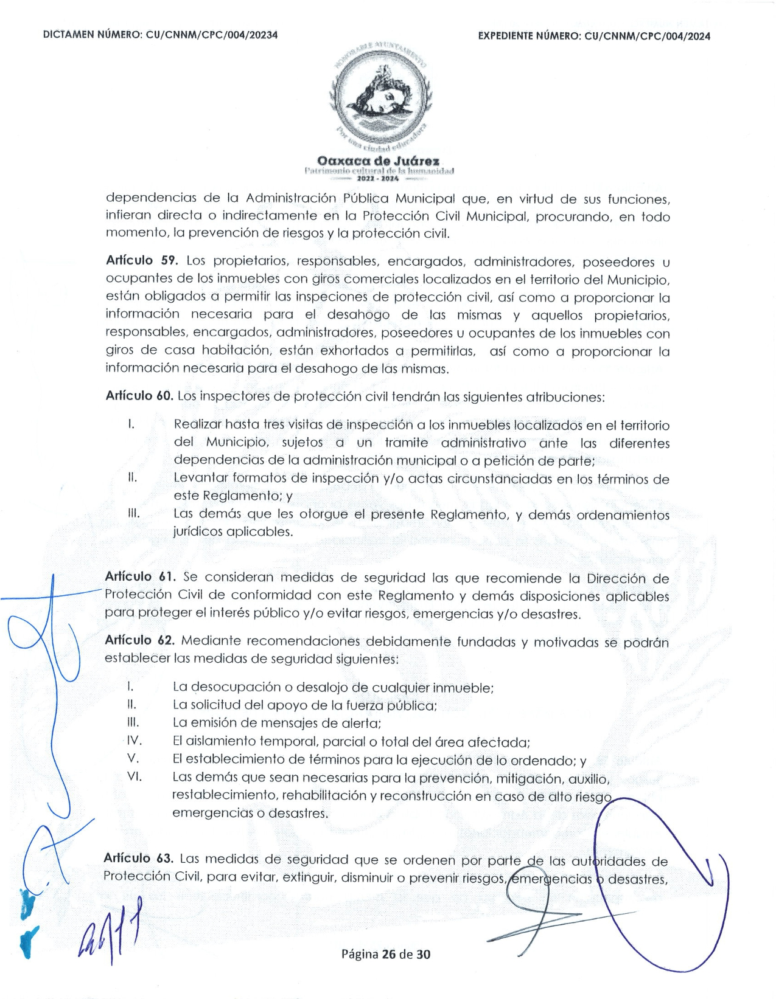 DICTAMEN NÚMERO: CU/CNNM/CPC/004/20234
EXPEDIENTE NÚMERO: CU/CNNM/CPC/004/2024
HONORABLE AYUNTAMIENTO
Por una ciudad educadora
Oaxaca de Juárez
Patrimonio cultural de la humanidad
2022 - 2024
dependencias de la Administración Pública Municipal que, en virtud de sus funciones,
infieran directa o indirectamente en la Protección Civil Municipal, procurando, en todo
momento, la prevención de riesgos y la protección civil.
Artículo 59. Los propietarios, responsables, encargados, administradores, poseedores u
ocupantes de los inmuebles con giros comerciales localizados en el territorio del Municipio,
están obligados a permitir las inspeciones de protección civil, así como a proporcionar la
información necesaria para el desahogo de las mismas y aquellos propietarios,
responsables, encargados, administradores, poseedores u ocupantes de los inmuebles con
giros de casa habitación, están exhortados a permitirlas, así como a proporcionar la
información necesaria para el desahogo de las mismas.
Artículo 60. Los inspectores de protección civil tendrán las siguientes atribuciones:
I. Realizar hasta tres visitas de inspección a los inmuebles localizados en el territorio
del Municipio, sujetos a un tramite administrativo ante las diferentes
dependencias de la administración municipal o a petición de parte;
II. Levantar formatos de inspección y/o actas circunstanciadas en los términos de
este Reglamento; y
III. Las demás que les otorgue el presente Reglamento, y demás ordenamientos
jurídicos aplicables.
Artículo 61. Se consideran medidas de seguridad las que recomiende la Dirección de
Protección Civil de conformidad con este Reglamento y demás disposiciones aplicables
para proteger el interés público y/o evitar riesgos, emergencias y/o desastres.
Artículo 62. Mediante recomendaciones debidamente fundadas y motivadas se podrán
establecer las medidas de seguridad siguientes:
I. La desocupación o desalojo de cualquier inmueble;
II. La solicitud del apoyo de la fuerza pública;
III. La emisión de mensajes de alerta;
IV. El aislamiento temporal, parcial o total del área afectada;
V. El establecimiento de términos para la ejecución de lo ordenado; y
VI. Las demás que sean necesarias para la prevención, mitigación, auxilio,
restablecimiento, rehabilitación y reconstrucción en caso de alto riesgo
emergencias o desastres.
Artículo 63. Las medidas de seguridad que se ordenen por parte de las autoridades de
Protección Civil, para evitar, extinguir, disminuir o prevenir riesgos, emergencias o desastres,
Página 26 de 30